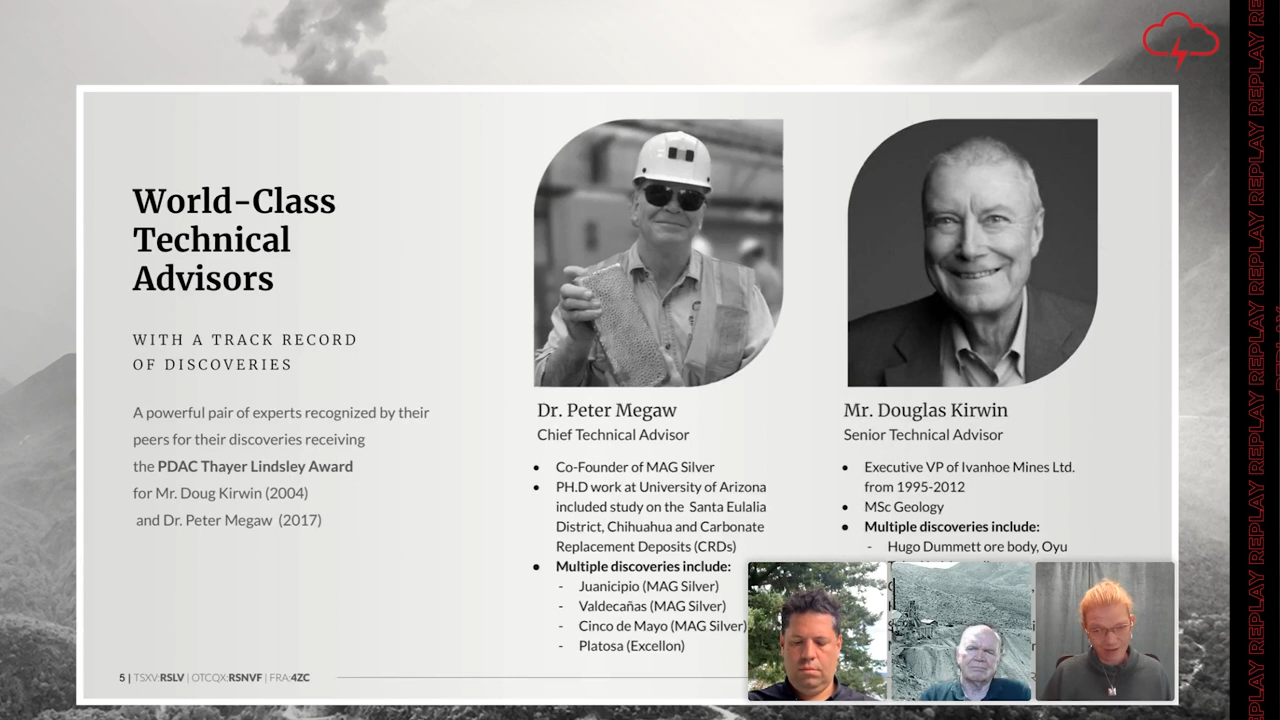 World-Class
Technical
Advisors
WITH A TRACK RECORD
OF DISCOVERIES
A powerful pair of experts recognized by their
peers for their discoveries receiving
the PDAC Thayer Lindsley Award
for Mr. Doug Kirwin (2004)
and Dr. Peter Megaw (2017)
Dr. Peter Megaw
Chief Technical Advisor
• Co-Founder of MAG Silver
• PH.D work at University of Arizona
included study on the Santa Eulalia
District, Chihuahua and Carbonate
Replacement Deposits (CRDs)
• Multiple discoveries include:
- Juanicipio (MAG Silver)
- Valdecañas (MAG Silver)
- Cinco de Mayo (MAG Silver)
- Platosa (Excellon)
Mr. Douglas Kirwin
Senior Technical Advisor
• Executive VP of Ivanhoe Mines Ltd.
from 1995-2012
• MSc Geology
• Multiple discoveries include:
- Hugo Dummett ore body, Oyu
5 | TSXV:RSLV | OTCQX:RSNVF | FRA:4ZC
REPLAY REPLAY REPLAY REPLAY REPLAY REPLAY REPLAY REPLAY